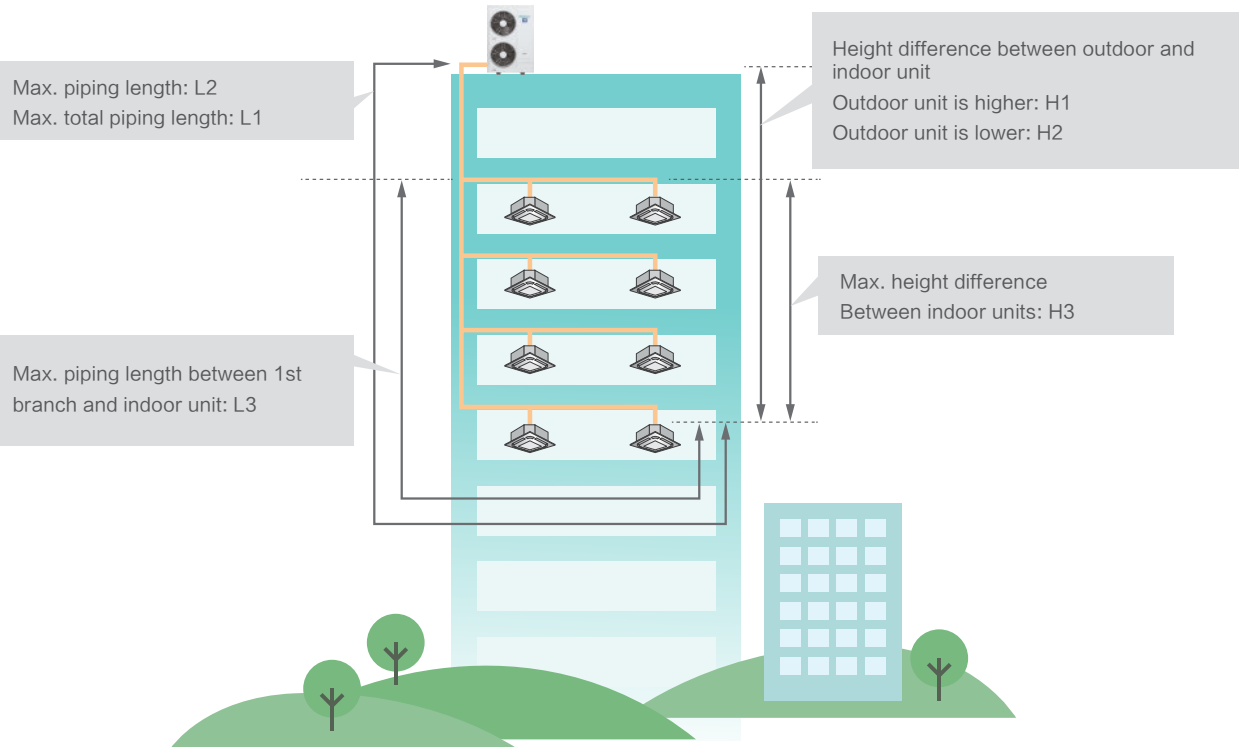 Max. piping length: L2
Max. total piping length: L1
Height difference between outdoor and
indoor unit
Outdoor unit is higher: H1
Outdoor unit is lower: H2
Max. height difference
Between indoor units: H3
Max. piping length between 1st
branch and indoor unit: L3